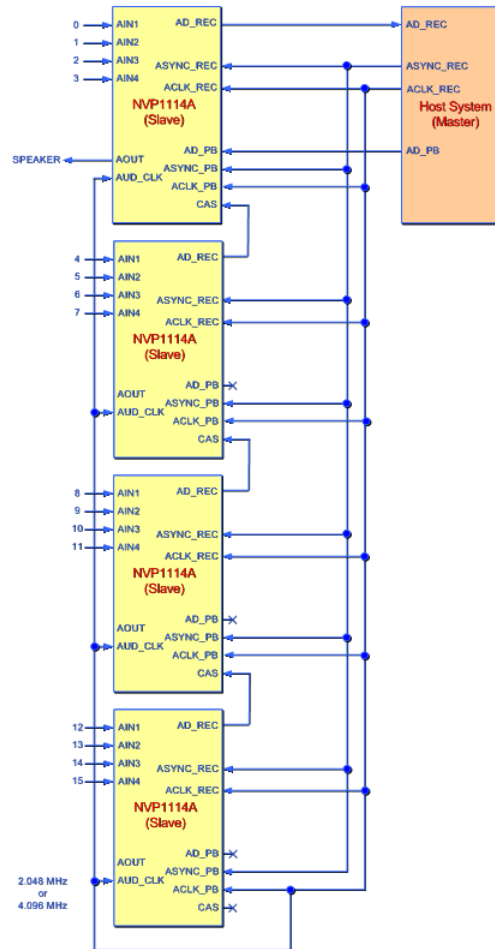 0 AIN1 AD_REC AD_REC
1 AIN2
2 AIN3 ASYNC_REC ASYNC_REC
3 AIN4 ACLK_REC ACLK_REC
NVP1114A
(Slave)
Host System
(Master)
SPEAKER AOUT AD_PB AD_PB
AUD_CLK ASYNC_PB
ACLK_PB
CAS
4 AIN1 AD_REC
5 AIN2
6 AIN3 ASYNC_REC
7 AIN4 ACLK_REC
NVP1114A
(Slave)
AD_PB
AOUT ASYNC_PB
AUD_CLK ACLK_PB
CAS
8 AIN1 AD_REC
9 AIN2
10 AIN3 ASYNC_REC
11 AIN4 ACLK_REC
NVP1114A
(Slave)
AD_PB
AOUT ASYNC_PB
AUD_CLK ACLK_PB
CAS
12 AIN1 AD_REC
13 AIN2
14 AIN3 ASYNC_REC
15 AIN4 ACLK_REC
NVP1114A
(Slave)
AD_PB
AOUT ASYNC_PB
AUD_CLK ACLK_PB
CAS
2.048 MHz
or
4.096 MHz